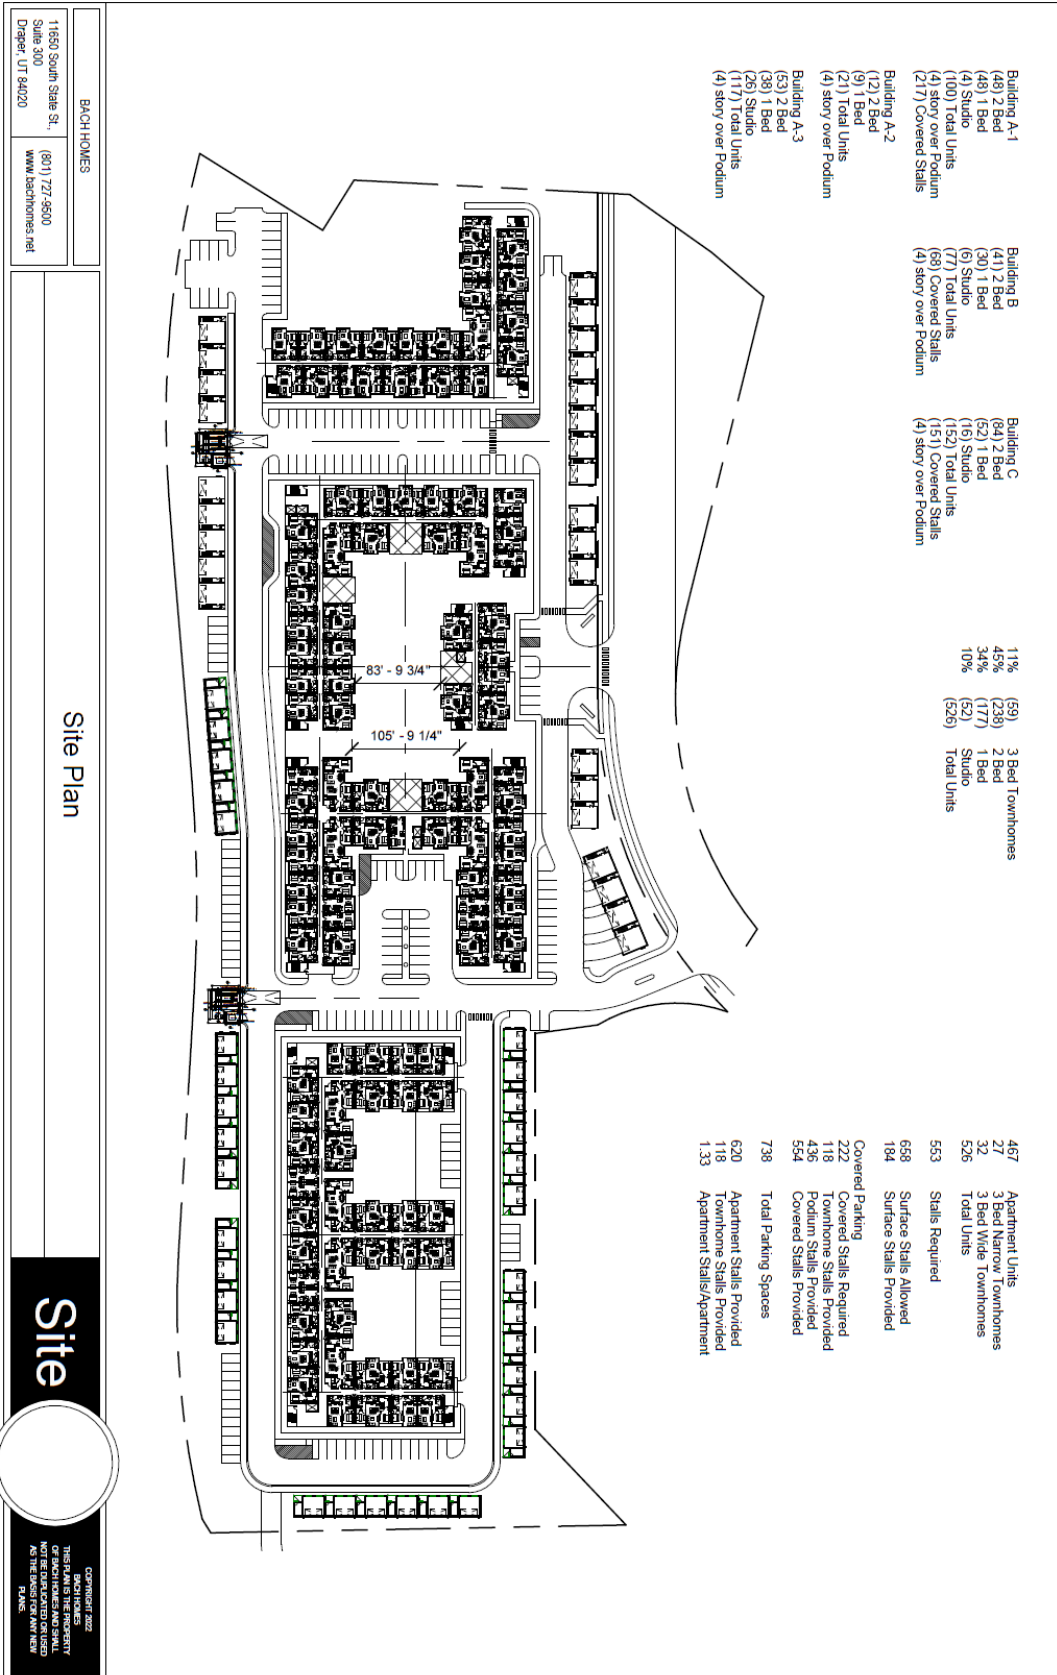 Building A-1
(48) 2 Bed
(48) 1 Bed
(4) Studio
(100) Total Units
(4) story over Podium
(217) Covered Stalls
Building A-2
(12) 2 Bed
(9) 1 Bed
(21) Total Units
(4) story over Podium
Building A-3
(53) 2 Bed
(38) 1 Bed
(26) Studio
(117) Total Units
(4) story over Podium
Building B
(41) 2 Bed
(30) 1 Bed
(6) Studio
(77) Total Units
(68) Covered Stalls
(4) story over Podium
Building C
(84) 2 Bed
(52) 1 Bed
(16) Studio
(152) Total Units
(151) Covered Stalls
(4) story over Podium
11% (59) 3 Bed Townhomes
45% (238) 2 Bed
34% (177) 1 Bed
10% (52) Studio
(526) Total Units
467 Apartment Units
27 3 Bed Narrow Townhomes
32 3 Bed Wide Townhomes
526 Total Units
553 Stalls Required
658 Surface Stalls Allowed
184 Surface Stalls Provided
Covered Parking
222 Covered Stalls Required
118 Townhome Stalls Provided
436 Podium Stalls Provided
554 Covered Stalls Provided
738 Total Parking Spaces
620 Apartment Stalls Provided
118 Townhome Stalls Provided
1.33 Apartment Stalls/Apartment
83' - 9 3/4"
105' - 9 1/4"
BACH HOMES
11650 South State St.,
Suite 300
Draper, UT 84020
(801) 727-9500
www.bachhomes.net
Site Plan
Site
COPYRIGHT 2022
BACH HOMES
THIS PLAN IS THE PROPERTY
OF BACH HOMES AND SHALL
NOT BE DUPLICATED OR USED
AS THE BASIS FOR ANY NEW
PLANS.